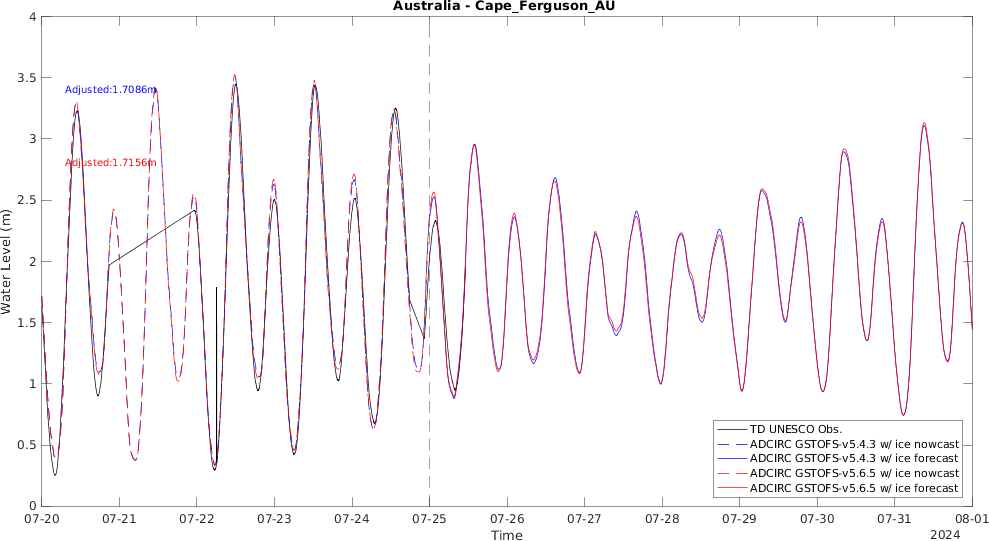 Australia - Cape_Ferguson_AU
Water Level (m)
4
3.5
3
2.5
2
1.5
1
0.5
0
Adjusted:1.7086m
Adjusted:1.7156m
TD UNESCO Obs.
ADCIRC GSTOFS-v5.4.3 w/ ice nowcast
ADCIRC GSTOFS-v5.4.3 w/ ice forecast
ADCIRC GSTOFS-v5.6.5 w/ ice nowcast
ADCIRC GSTOFS-v5.6.5 w/ ice forecast
07-20 07-21 07-22 07-23 07-24 07-25 07-26 07-27 07-28 07-29 07-30 07-31 08-01
Time
2024